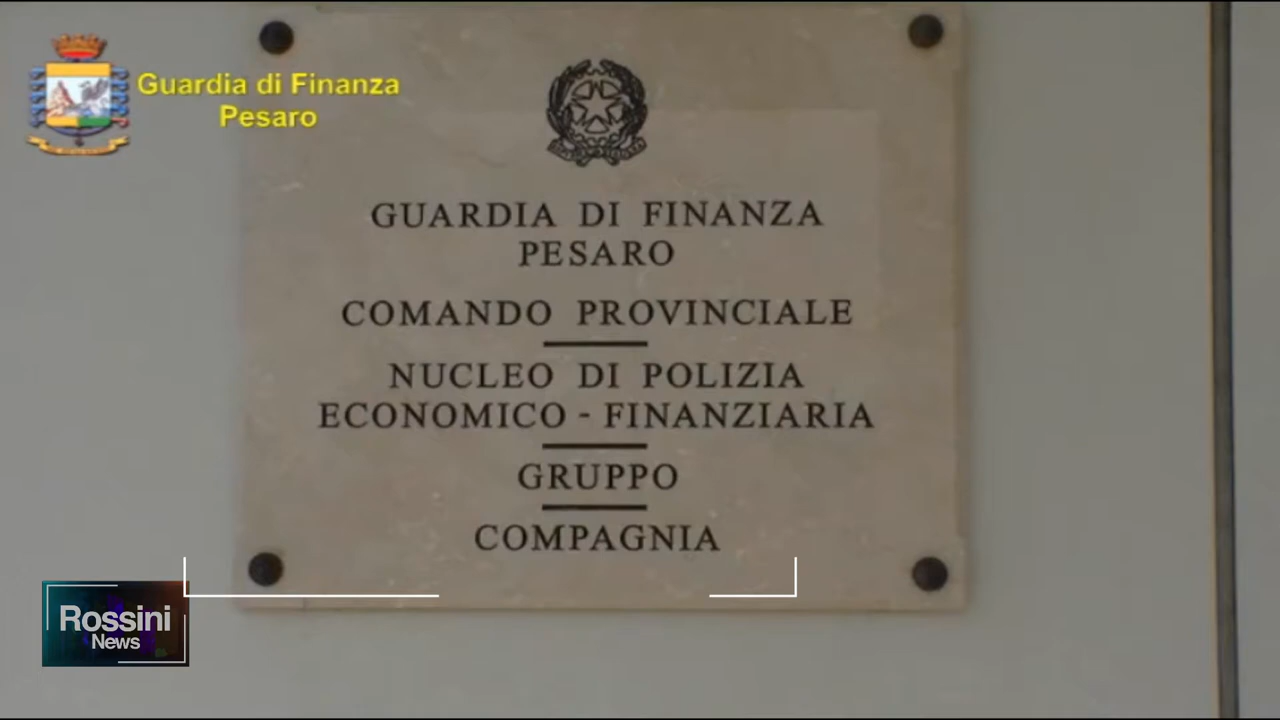 Guardia di Finanza
Pesaro
GUARDIA DI FINANZA
PESARO
COMANDO PROVINCIALE
NUCLEO DI POLIZIA
ECONOMICO - FINANZIARIA
GRUPPO
COMPAGNIA
Rossini
News